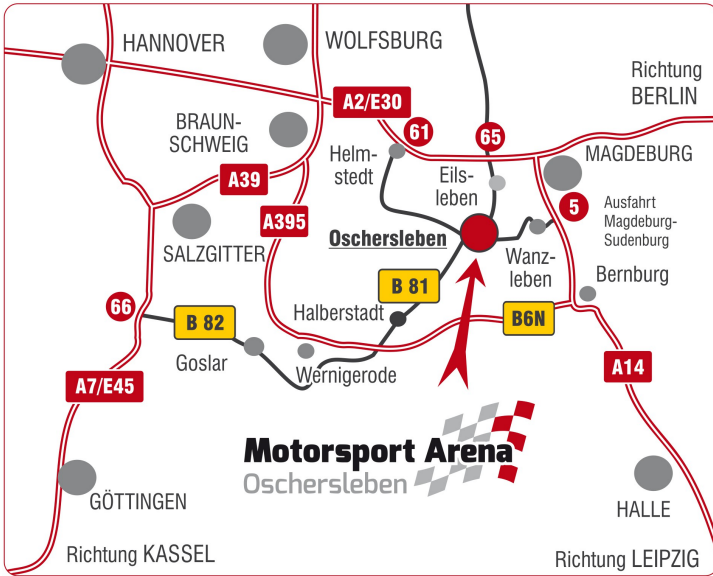 HANNOVER
WOLFSBURG
Richtung
BERLIN
A2/E30
BRAUN-
SCHWEIG
61
65
Helm-
stedt
MAGDEBURG
A39
Eils-
leben
5
Ausfahrt
Magdeburg-
Sudenburg
A395
SALZGITTER
Oschersleben
Wanz-
leben
Bernburg
B 81
66
B 82
Halberstadt
B6N
Goslar
Wernigerode
A7/E45
A14
Motorsport Arena
Oschersleben
GÖTTINGEN
HALLE
Richtung KASSEL
Richtung LEIPZIG